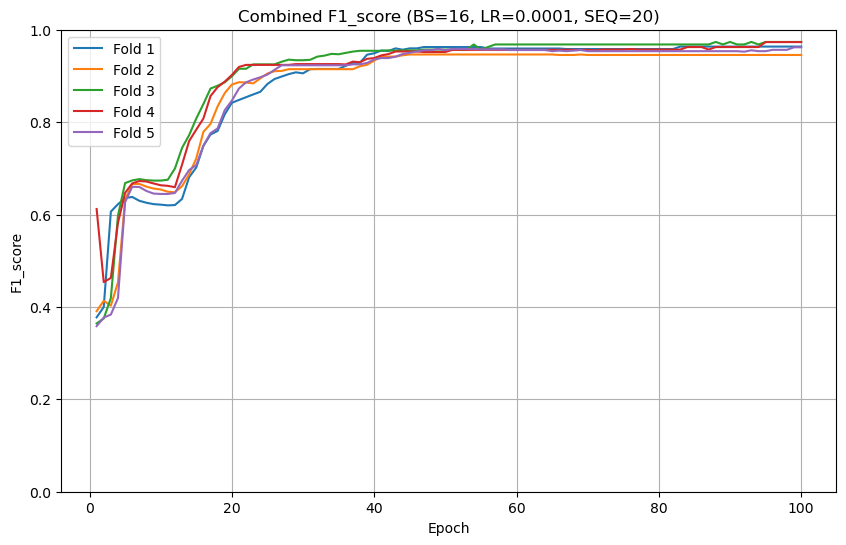 Combined F1_score (BS=16, LR=0.0001, SEQ=20)
Fold 1
Fold 2
Fold 3
Fold 4
Fold 5
F1_score
1.0
0.8
0.6
0.4
0.2
0.0
0 20 40 60 80 100
Epoch